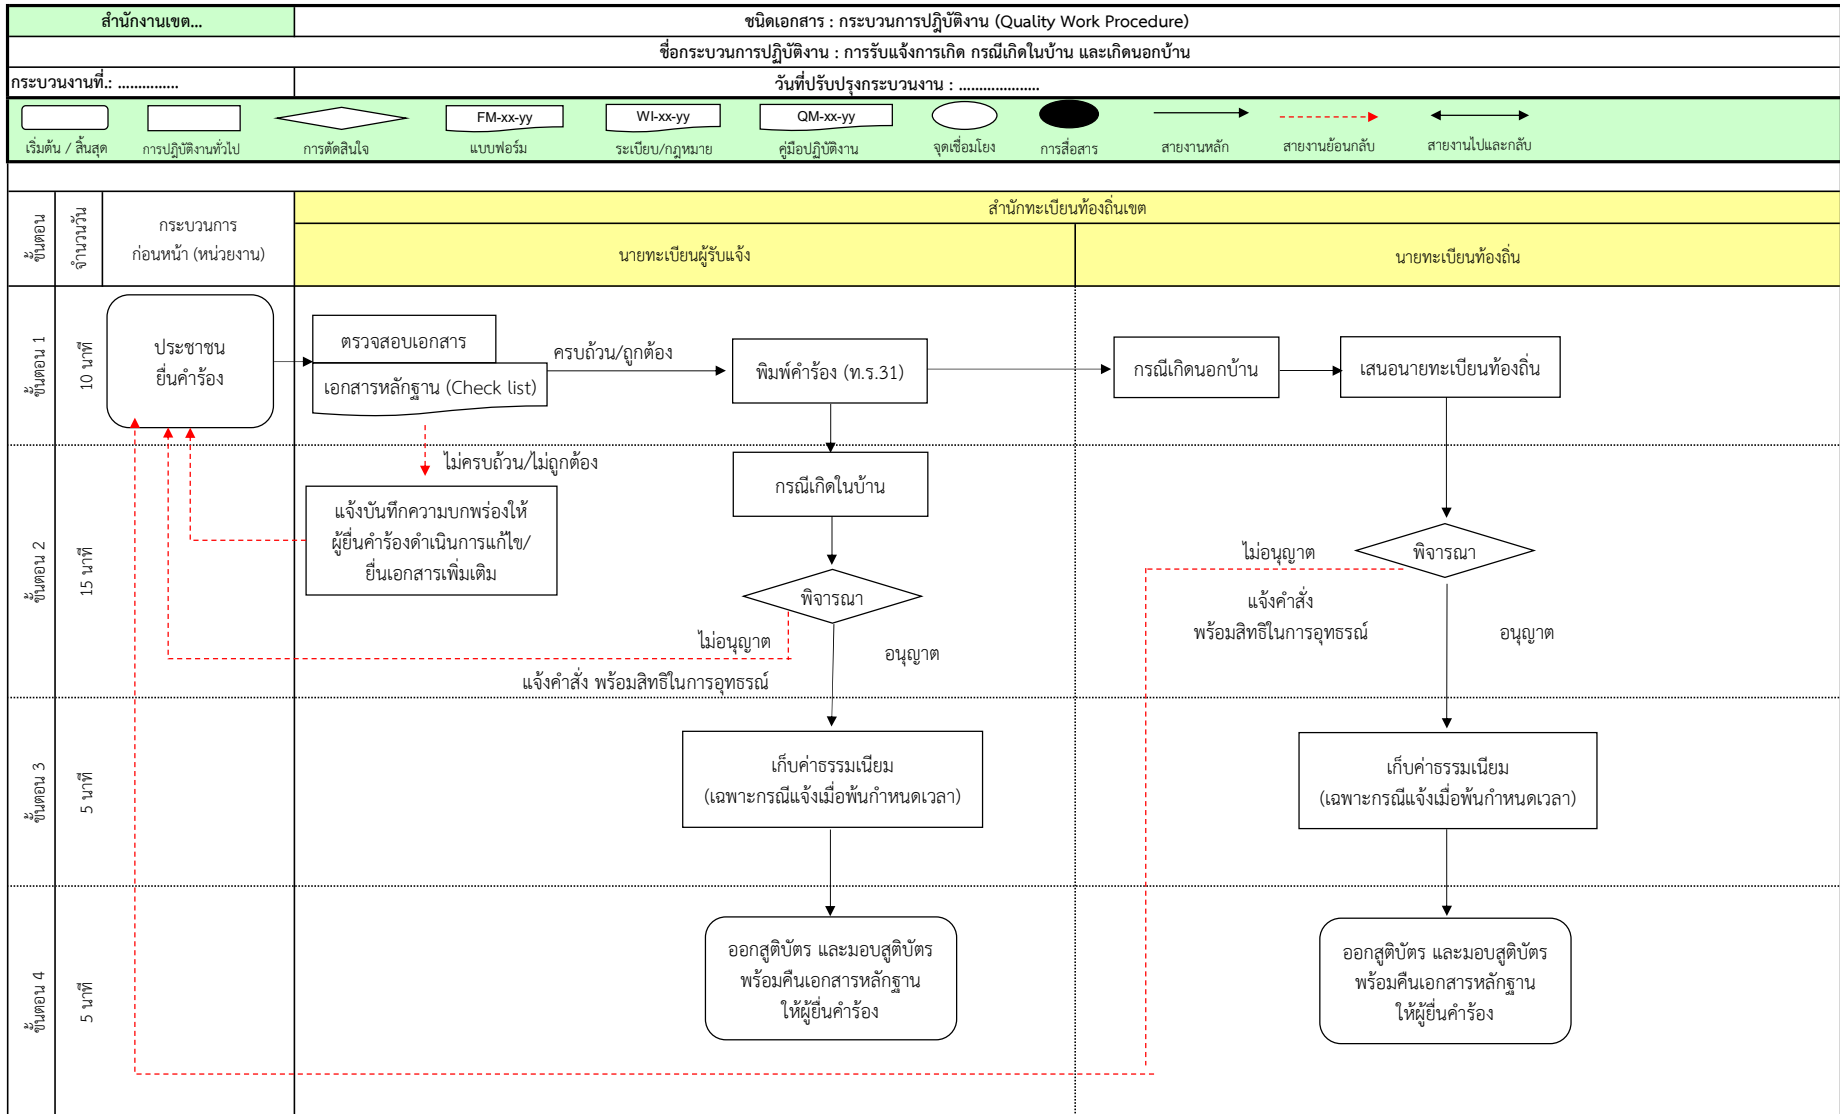 สำนักงานเขต...
ชนิดเอกสาร : กระบวนการปฏิบัติงาน (Quality Work Procedure)
ชื่อกระบวนการปฏิบัติงาน : การรับแจ้งการเกิด กรณีเกิดในบ้าน และเกิดนอกบ้าน
กระบวนงานที่.: ...............
วันที่ปรับปรุงกระบวนงาน : ....................
FM-xx-yy
WI-xx-yy
QM-xx-yy
เริ่มต้น / สิ้นสุด
การปฏิบัติงานทั่วไป
การตัดสินใจ
แบบฟอร์ม
ระเบียบ/กฎหมาย
คู่มือปฏิบัติงาน
จุดเชื่อมโยง
การสื่อสาร
สายงานหลัก
สายงานย้อนกลับ
สายงานไปและกลับ
ขั้นตอน
จำนวนวัน
กระบวนการ
ก่อนหน้า (หน่วยงาน)
สำนักทะเบียนท้องถิ่นเขต
นายทะเบียนผู้รับแจ้ง
นายทะเบียนท้องถิ่น
ขั้นตอน 1
10 นาที
ประชาชน
ยื่นคำร้อง
ตรวจสอบเอกสาร
เอกสารหลักฐาน (Check list)
ครบถ้วน/ถูกต้อง
พิมพ์คำร้อง (ท.ร.31)
กรณีเกิดนอกบ้าน
เสนอนายทะเบียนท้องถิ่น
ขั้นตอน 2
15 นาที
ไม่ครบถ้วน/ไม่ถูกต้อง
แจ้งบันทึกความบกพร่องให้
ผู้ยื่นคำร้องดำเนินการแก้ไข/
ยื่นเอกสารเพิ่มเติม
กรณีเกิดในบ้าน
พิจารณา
ไม่อนุญาต
อนุญาต
แจ้งคำสั่ง พร้อมสิทธิในการอุทธรณ์
พิจารณา
ไม่อนุญาต
แจ้งคำสั่ง
พร้อมสิทธิในการอุทธรณ์
อนุญาต
ขั้นตอน 3
5 นาที
เก็บค่าธรรมเนียม
(เฉพาะกรณีแจ้งเมื่อพ้นกำหนดเวลา)
เก็บค่าธรรมเนียม
(เฉพาะกรณีแจ้งเมื่อพ้นกำหนดเวลา)
ขั้นตอน 4
5 นาที
ออกสูติบัตร และมอบสูติบัตร
พร้อมคืนเอกสารหลักฐาน
ให้ผู้ยื่นคำร้อง
ออกสูติบัตร และมอบสูติบัตร
พร้อมคืนเอกสารหลักฐาน
ให้ผู้ยื่นคำร้อง